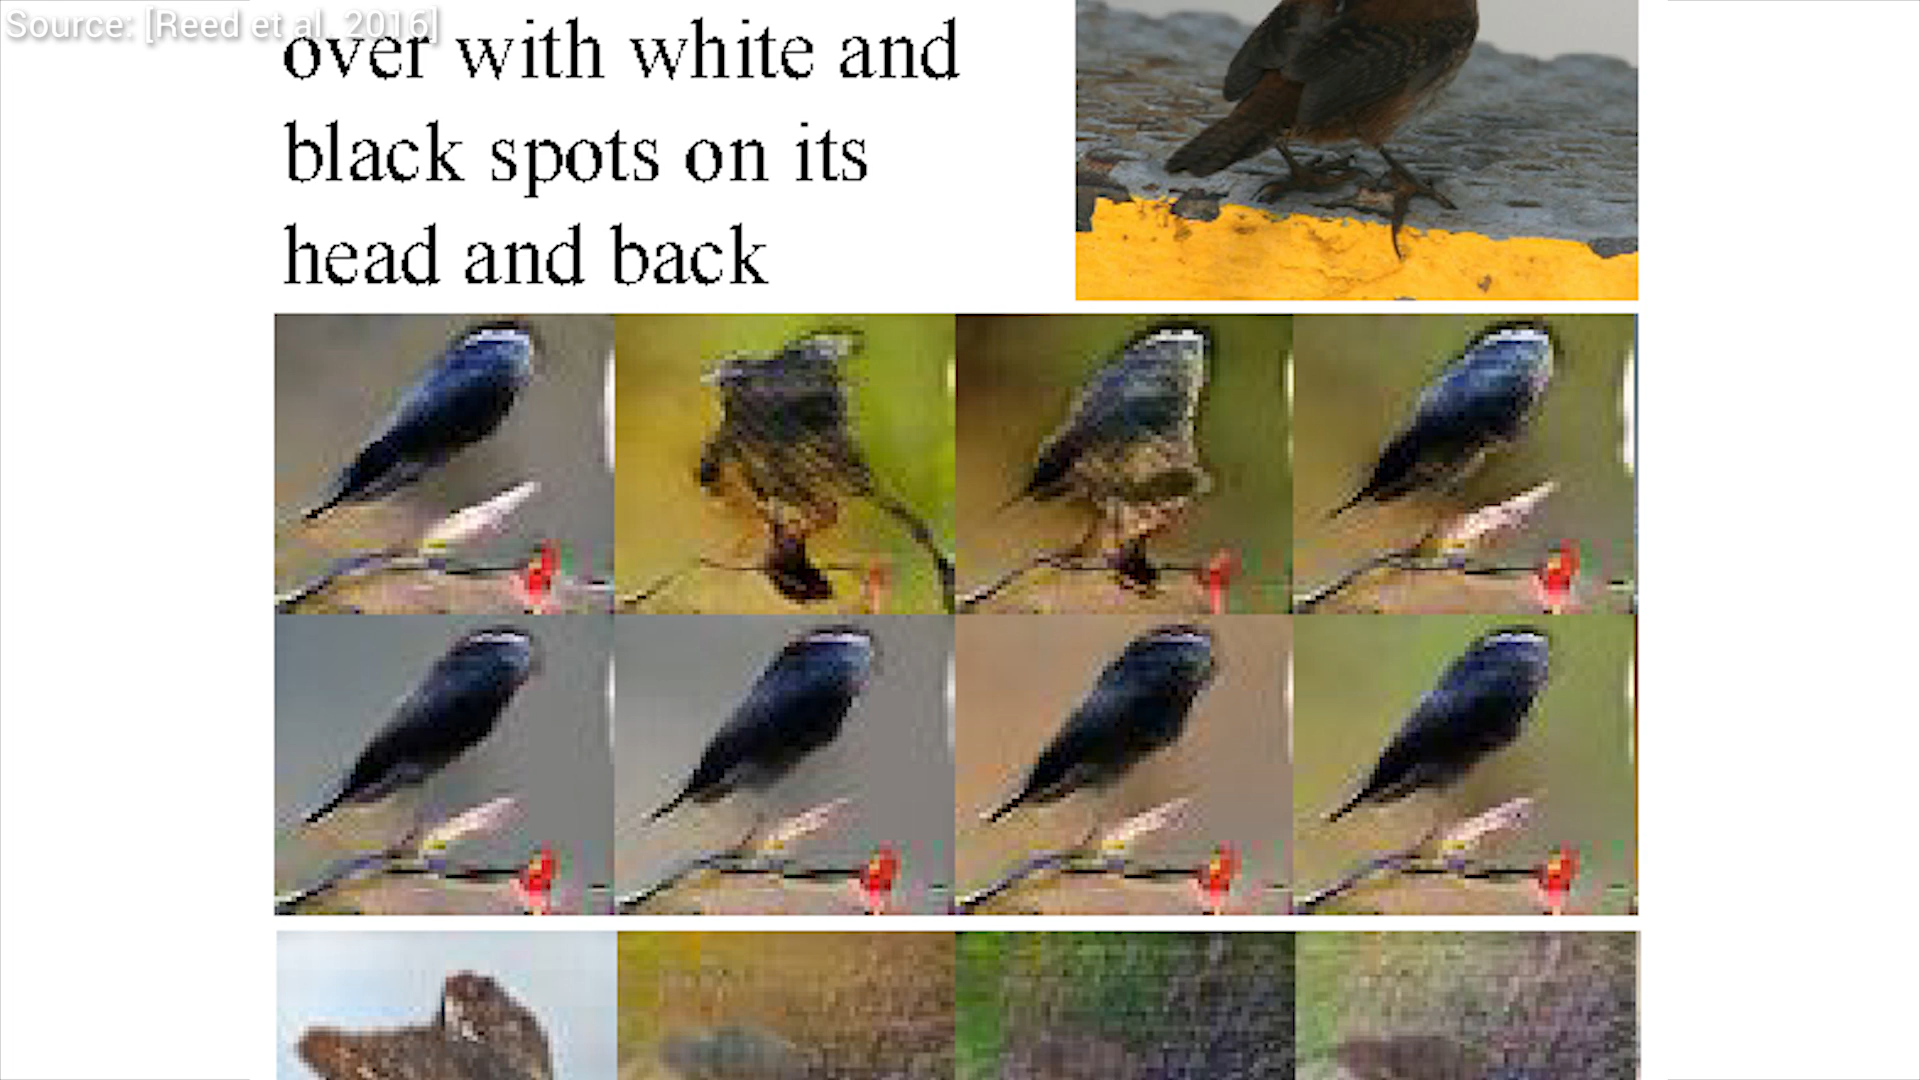 Source: [Reed et al. 2016]
over with white and
black spots on its
head and back